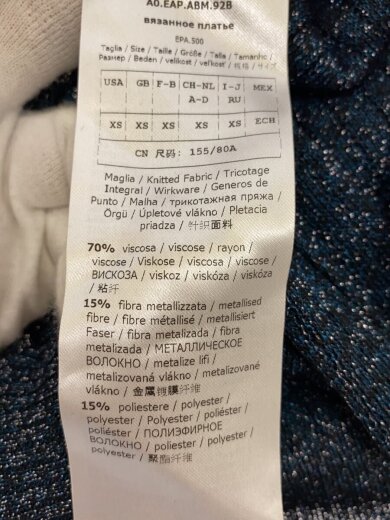 A0.EAP.ABM.92B
вязанное платье
EPA.500
Taglia / Size / Taille / Größe / Talla / Tamanho /
Размер / Beden / velikost / veľkosť / 规格 / サイズ
USA GB F-B CH-NL I-J MEX
A-D RU
XS XS XS XS XS ECH
CN 尺码: 155/80A
Maglia / Knitted Fabric / Tricotage
Integral / Wirkware / Generos de
Punto / Malha / трикотажная пряжа /
Örgü / Úpletové vlákno / Pletacia
priadza / 针织面料
70% viscosa / viscose / rayon /
viscose / Viskose / viscosa / viscose /
ВИСКОЗА / viskoz / viskóza / viskóza
/ 粘纤
15% fibra metallizzata / metallised
fibre / fibre métallisé / metallisiert
Faser / fibra metalizada / fibra
metalizada / МЕТАЛЛИЧЕСКОЕ
ВОЛОКНО / metalize lifi /
metalizovaná vlákno / metalizované
vlákno / 金属镀膜纤维
15% poliestere / polyester /
polyester / Polyester / poliéster /
poliéster / ПОЛИЭФИРНОЕ
ВОЛОКНО / poliester / polyester /
polyester / 聚酯纤维